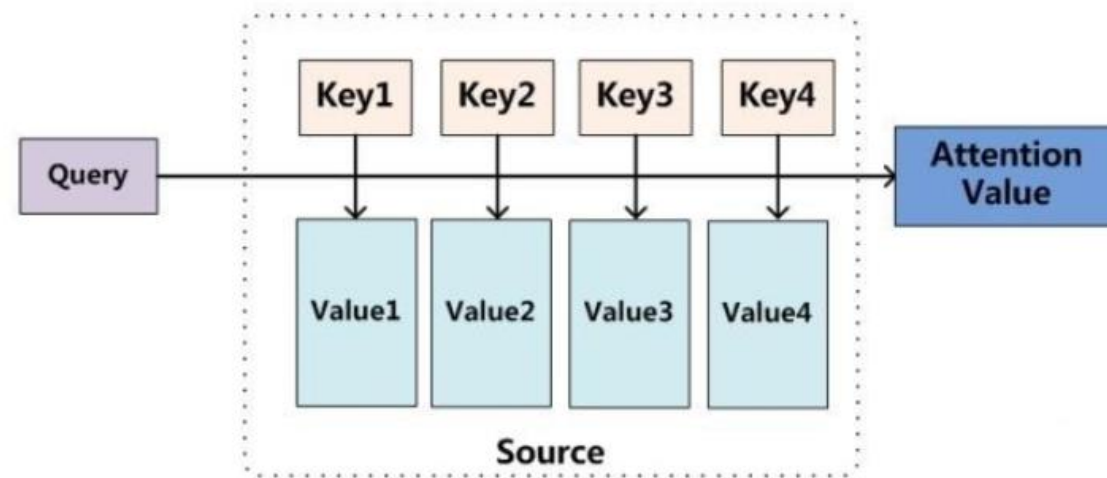 Key1 Key2 Key3 Key4
Query
Attention
Value
Value1 Value2 Value3 Value4
Source